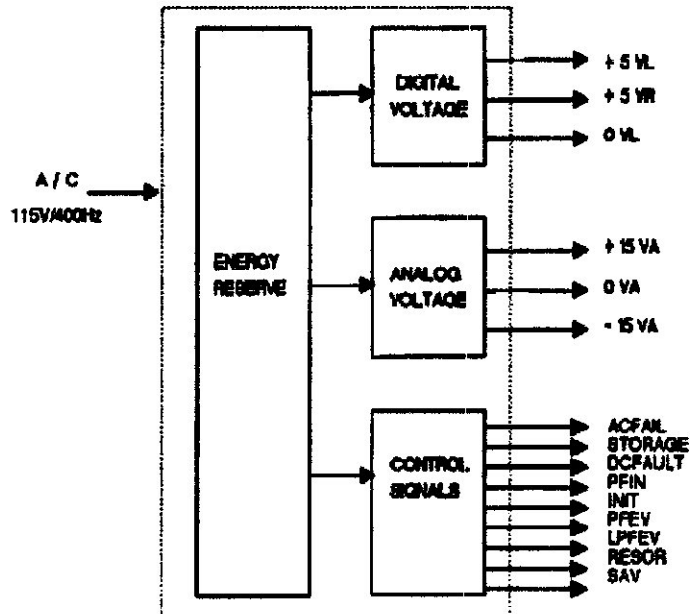 A / C
115V/400Hz
ENERGY
RESERVE
DIGITAL
VOLTAGE
+ 5 VL
+ 5 VR
0 VL
ANALOG
VOLTAGE
+ 15 VA
0 VA
- 15 VA
CONTROL
SIGNALS
ACFAIL
STORAGE
DCFAULT
PFIN
INIT
PFEV
LPFEV
RESOR
SAV